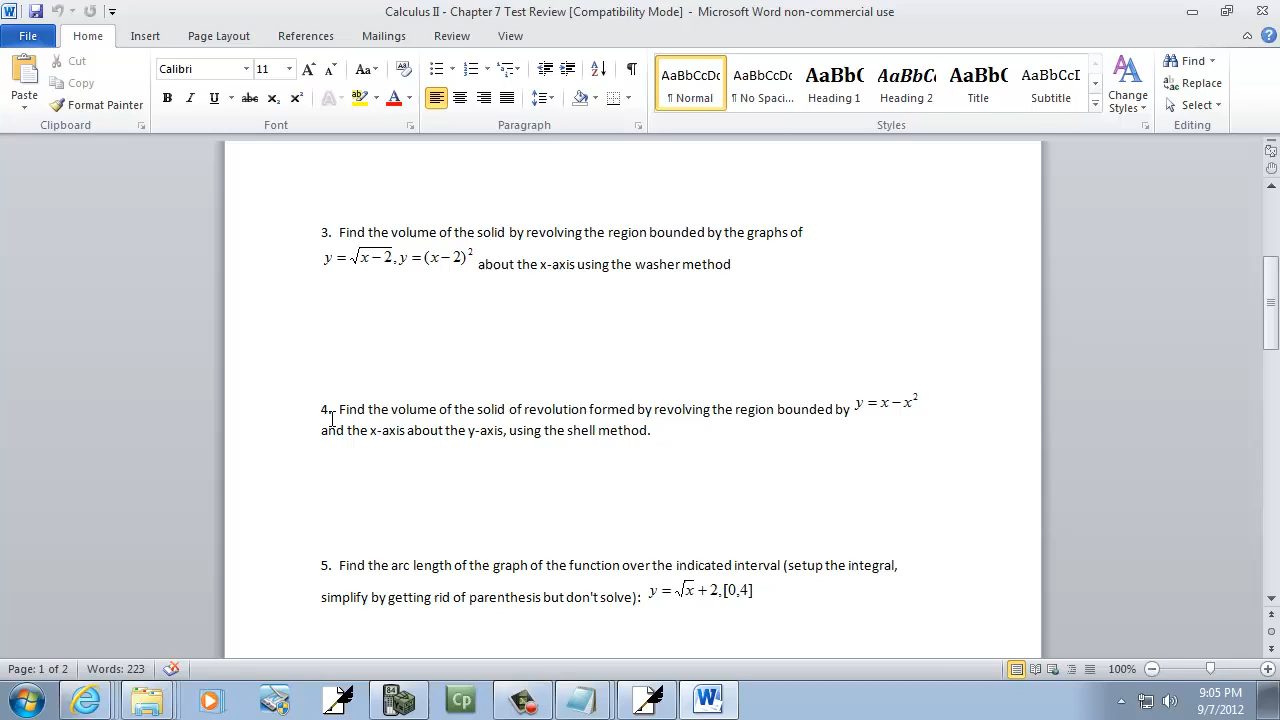 Calculus II - Chapter 7 Test Review [Compatibility Mode] - Microsoft Word non-commercial use
File Home Insert Page Layout References Mailings Review View
Paste
Cut
Copy
Format Painter
Clipboard
Calibri 11 Aa
B I U abc x₂ x² A A
Font
Paragraph
AaBbCcDc AaBbCcDc AaBbC AaBbCc AaBbC AaBbCcI
¶ Normal ¶ No Spaci... Heading 1 Heading 2 Title Subtitle
Change Styles
Styles
Find
Replace
Select
Editing
3. Find the volume of the solid by revolving the region bounded by the graphs of
y = √x−2, y = (x−2)² about the x-axis using the washer method
4. Find the volume of the solid of revolution formed by revolving the region bounded by y = x − x²
and the x-axis about the y-axis, using the shell method.
5. Find the arc length of the graph of the function over the indicated interval (setup the integral,
simplify by getting rid of parenthesis but don't solve): y = √x + 2, [0,4]
Page: 1 of 2 Words: 223 100%
Cp
9:05 PM
9/7/2012